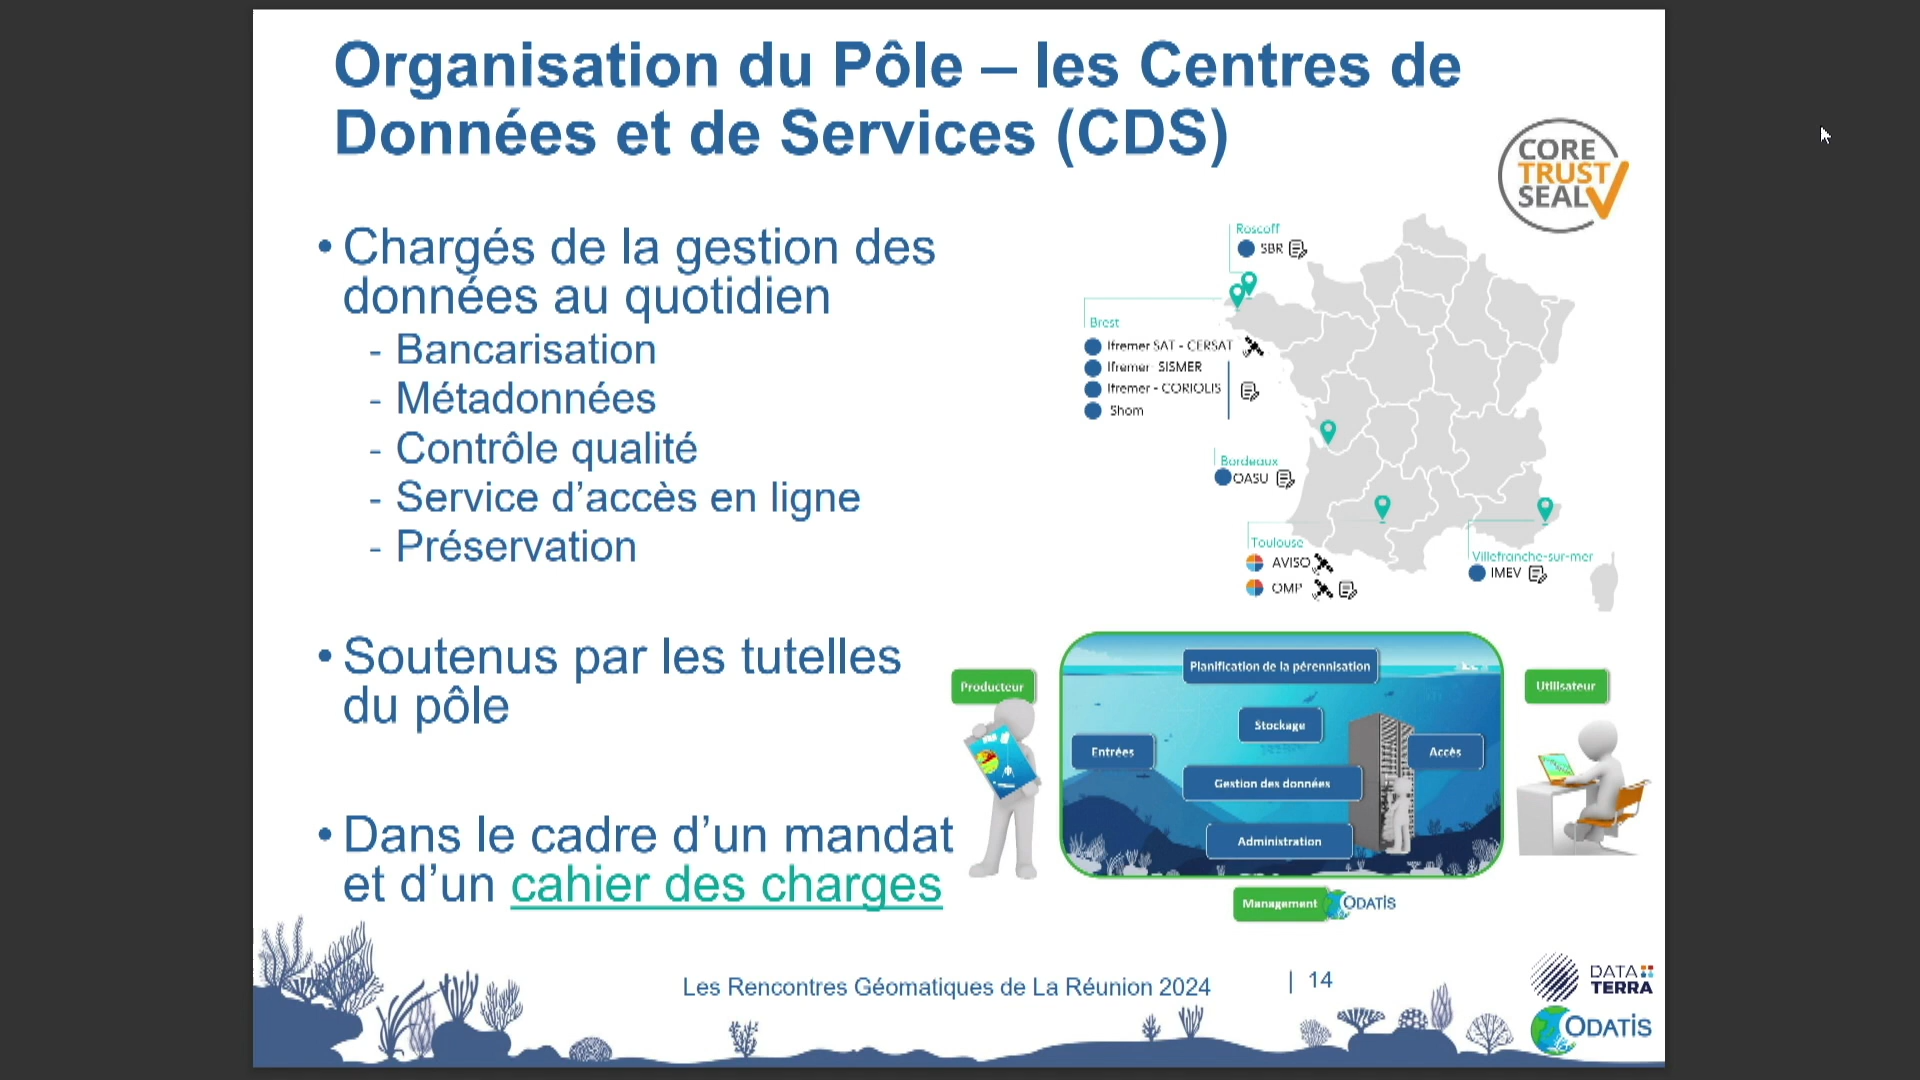 Organisation du Pôle – les Centres de
Données et de Services (CDS)
CORE
TRUST
SEAL
• Chargés de la gestion des
données au quotidien
- Bancarisation
- Métadonnées
- Contrôle qualité
- Service d’accès en ligne
- Préservation
• Soutenus par les tutelles
du pôle
• Dans le cadre d’un mandat
et d’un cahier des charges
Roscoff
SBR
Brest
Ifremer SAT - CERSAT
Ifremer SISMER
Ifremer - CORIOLIS
Shom
Bordeaux
OASU
Toulouse
AVISO
OMP
Villefranche-sur-mer
IMEV
Producteur
Planification de la pérennisation
Utilisateur
Stockage
Entrées
Accès
Gestion des données
Administration
Management
ODATIS
Les Rencontres Géomatiques de La Réunion 2024
| 14
DATA
TERRA
ODATIS